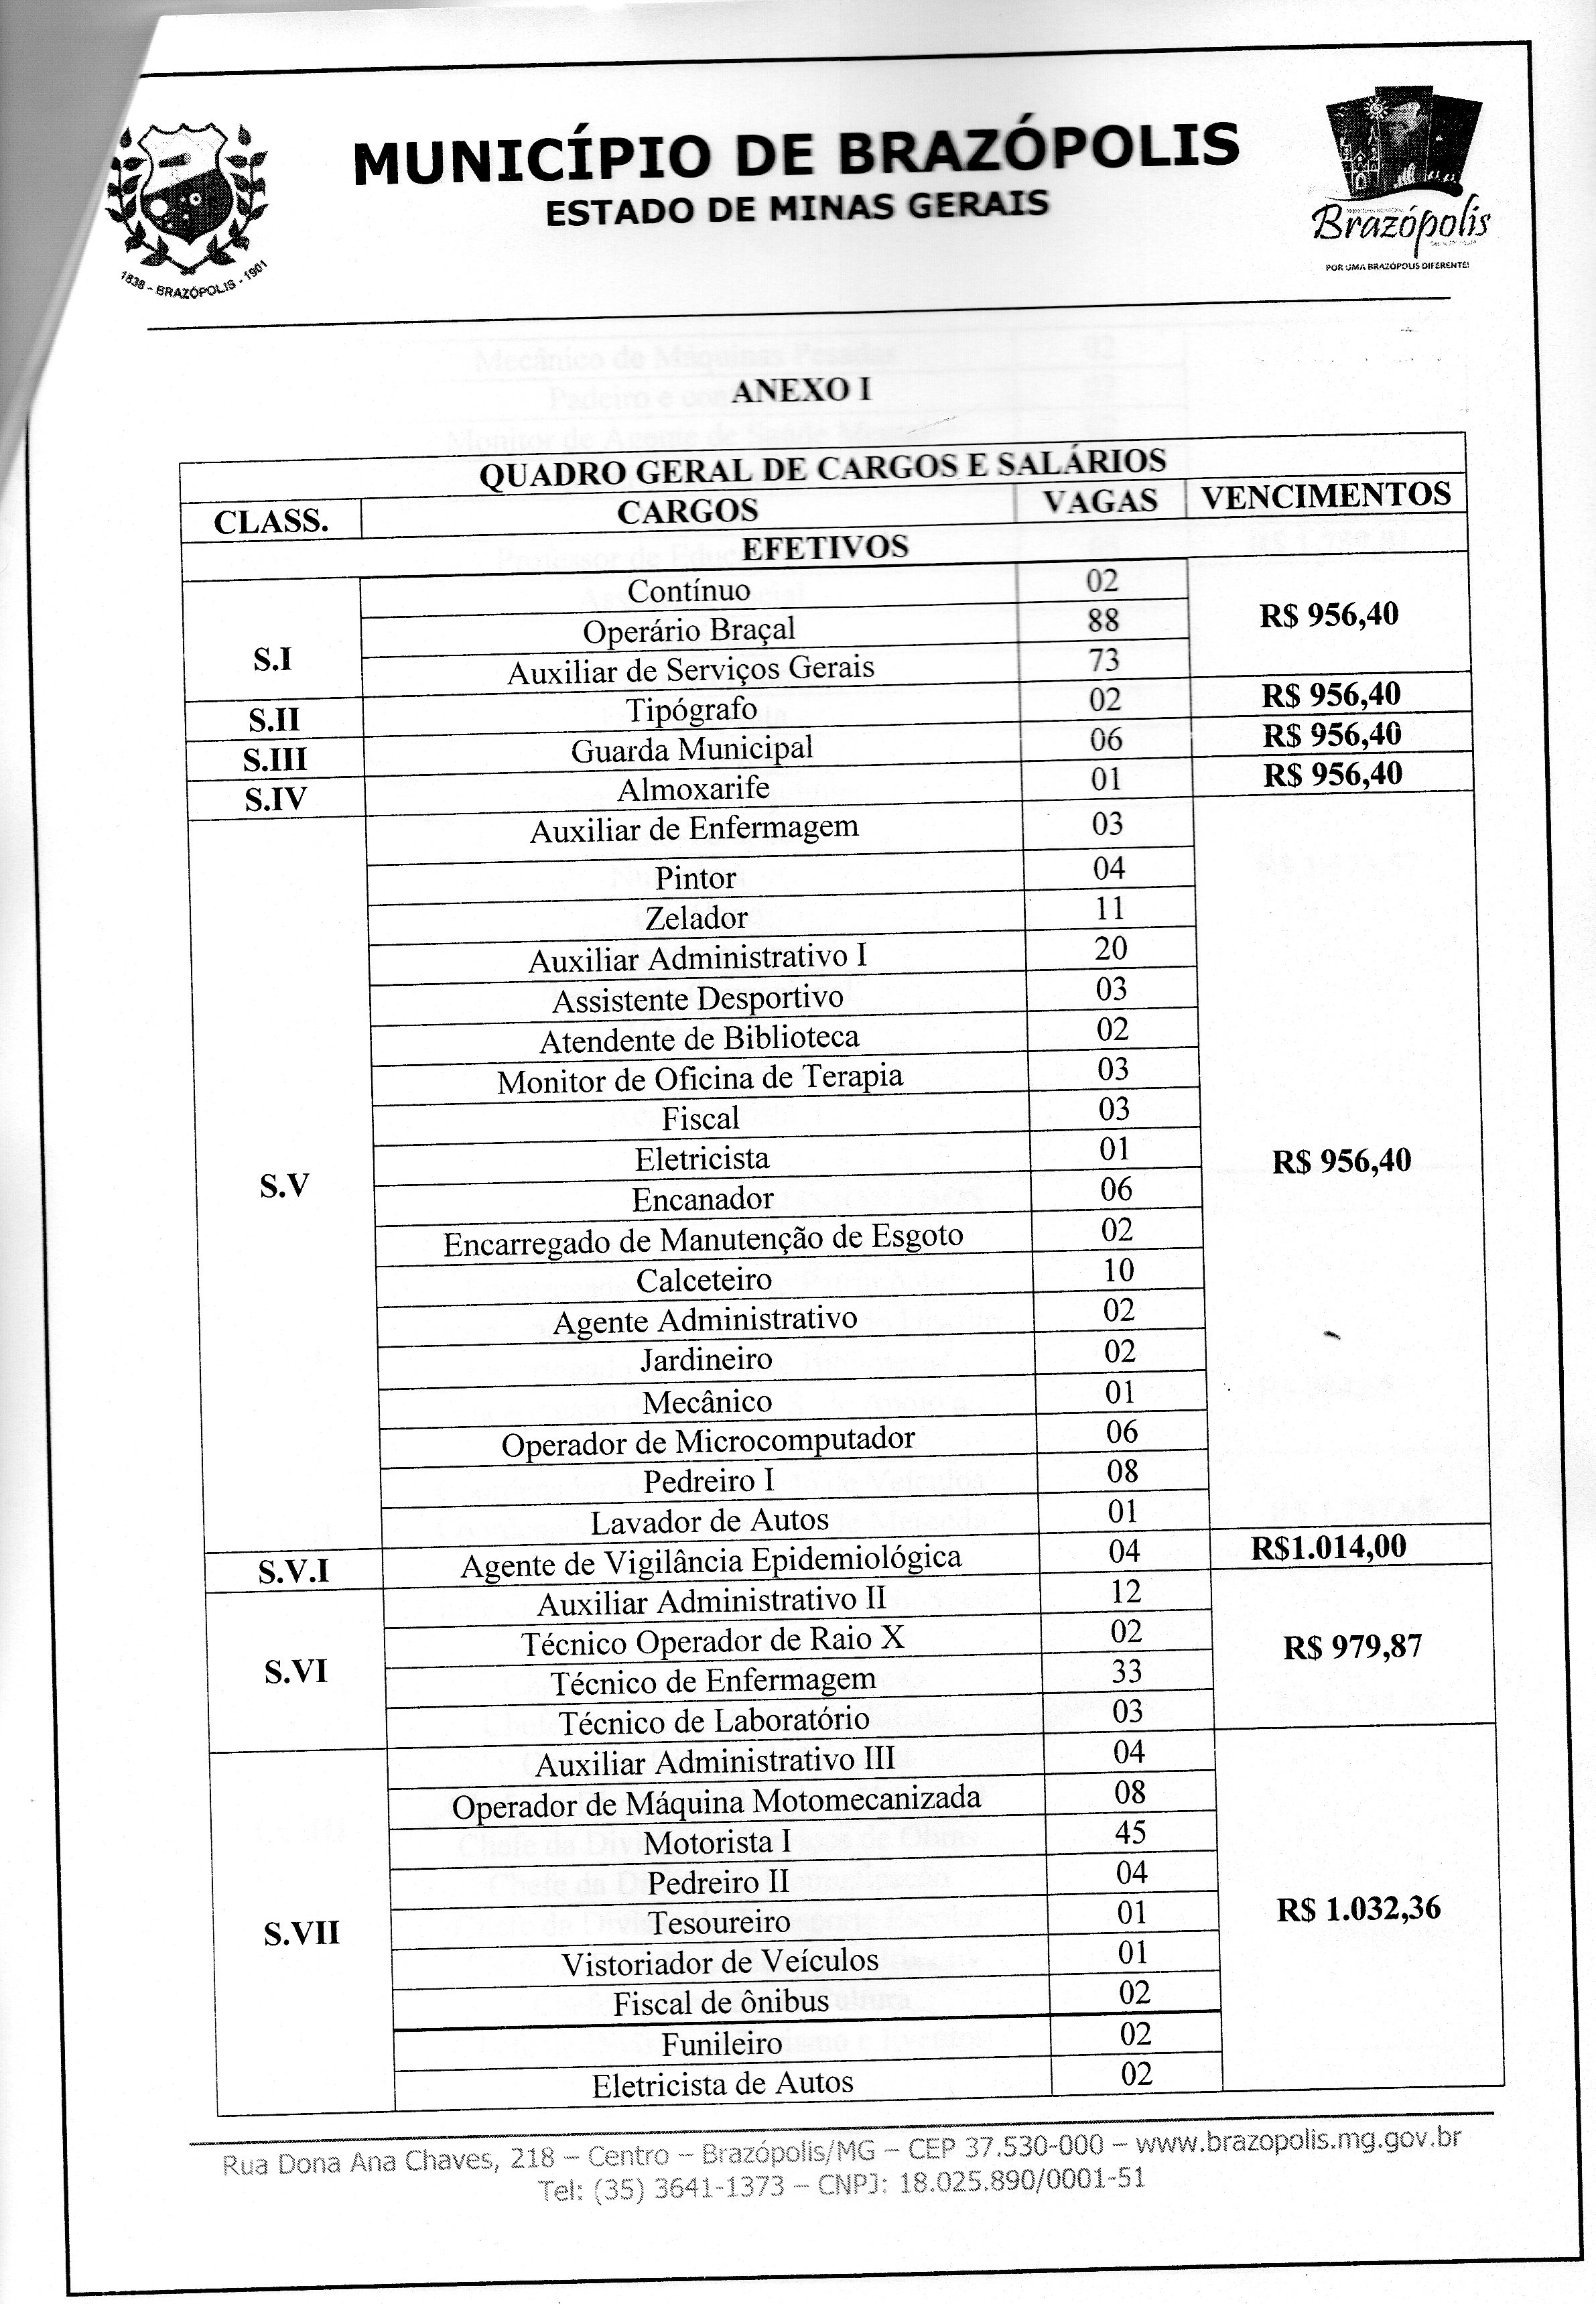 MUNICÍPIO DE BRAZÓPOLIS
ESTADO DE MINAS GERAIS
1838 - BRAZÓPOLIS - 1901
Brazópolis
POR UMA BRAZÓPOLIS DIFERENTE!
ANEXO I
QUADRO GERAL DE CARGOS E SALÁRIOS
CLASS. CARGOS VAGAS VENCIMENTOS
EFETIVOS
S.I Contínuo 02 R$ 956,40
Operário Braçal 88
Auxiliar de Serviços Gerais 73
S.II Tipógrafo 02 R$ 956,40
S.III Guarda Municipal 06 R$ 956,40
S.IV Almoxarife 01 R$ 956,40
S.V Auxiliar de Enfermagem 03 R$ 956,40
Pintor 04
Zelador 11
Auxiliar Administrativo I 20
Assistente Desportivo 03
Atendente de Biblioteca 02
Monitor de Oficina de Terapia 03
Fiscal 03
Eletricista 01
Encanador 06
Encarregado de Manutenção de Esgoto 02
Calceteiro 10
Agente Administrativo 02
Jardineiro 02
Mecânico 01
Operador de Microcomputador 06
Pedreiro I 08
Lavador de Autos 01
S.V.I Agente de Vigilância Epidemiológica 04 R$1.014,00
S.VI Auxiliar Administrativo II 12 R$ 979,87
Técnico Operador de Raio X 02
Técnico de Enfermagem 33
Técnico de Laboratório 03
S.VII Auxiliar Administrativo III 04 R$ 1.032,36
Operador de Máquina Motomecanizada 08
Motorista I 45
Pedreiro II 04
Tesoureiro 01
Vistoriador de Veículos 01
Fiscal de ônibus 02
Funileiro 02
Eletricista de Autos 02
Rua Dona Ana Chaves, 218 – Centro – Brazópolis/MG – CEP 37.530-000 – www.brazopolis.mg.gov.br
Tel: (35) 3641-1373 – CNPJ: 18.025.890/0001-51